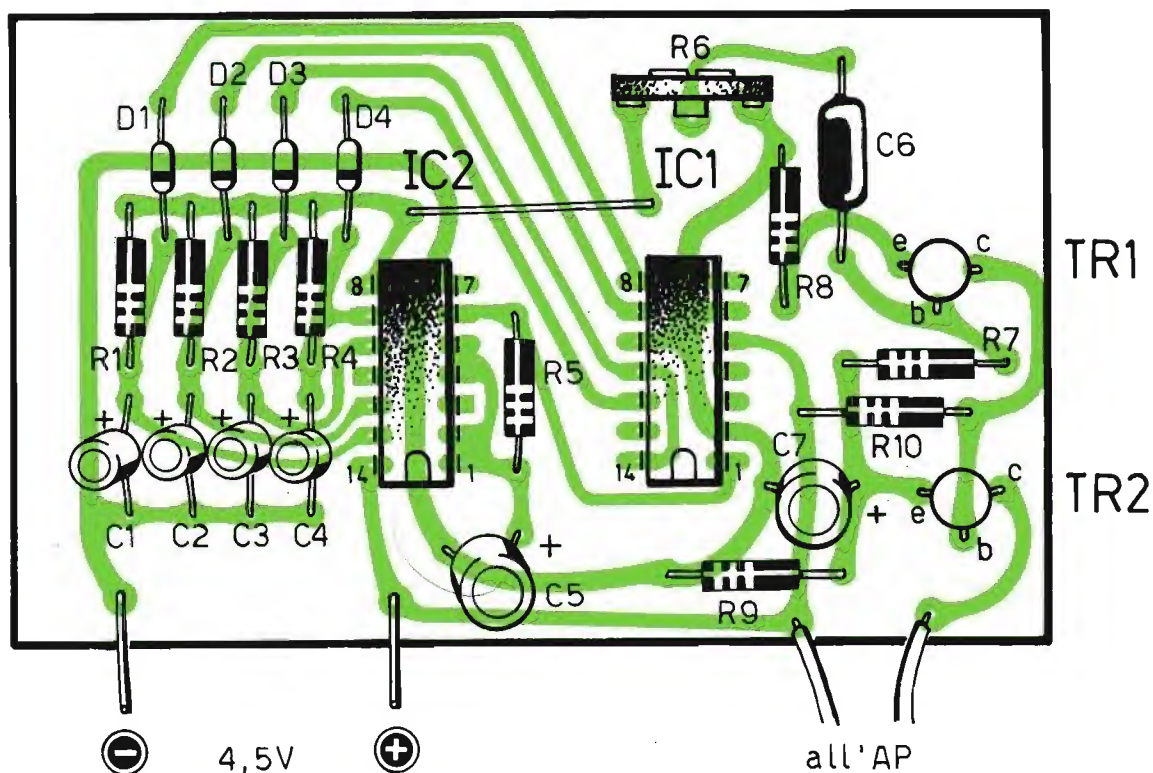 R6
D1 D2 D3 D4
C6
IC2 IC1
TR1
e c
b
8 7
8 7
R8
R1 R2 R3 R4
R5
R7
R10
+ + + +
14 1
14 1
C7
+
e c
b
TR2
C1 C2 C3 C4
+
C5
R9
- 4,5V +
all'AP